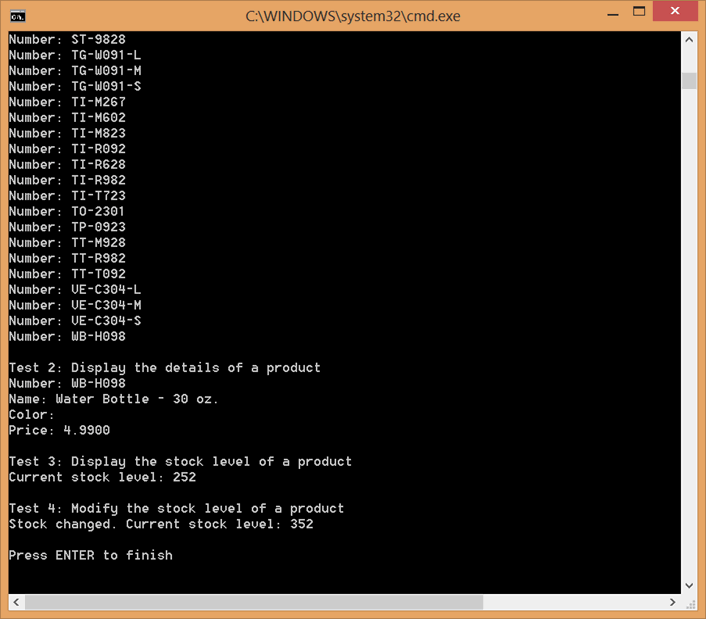 C:\WINDOWS\system32\cmd.exe
Number: ST-9828
Number: TG-W091-L
Number: TG-W091-M
Number: TG-W091-S
Number: TI-M267
Number: TI-M602
Number: TI-M823
Number: TI-R092
Number: TI-R628
Number: TI-R982
Number: TI-T723
Number: TO-2301
Number: TP-0923
Number: TT-M928
Number: TT-R982
Number: TT-T092
Number: VE-C304-L
Number: VE-C304-M
Number: VE-C304-S
Number: WB-H098
Test 2: Display the details of a product
Number: WB-H098
Name: Water Bottle - 30 oz.
Color:
Price: 4.9900
Test 3: Display the stock level of a product
Current stock level: 252
Test 4: Modify the stock level of a product
Stock changed. Current stock level: 352
Press ENTER to finish